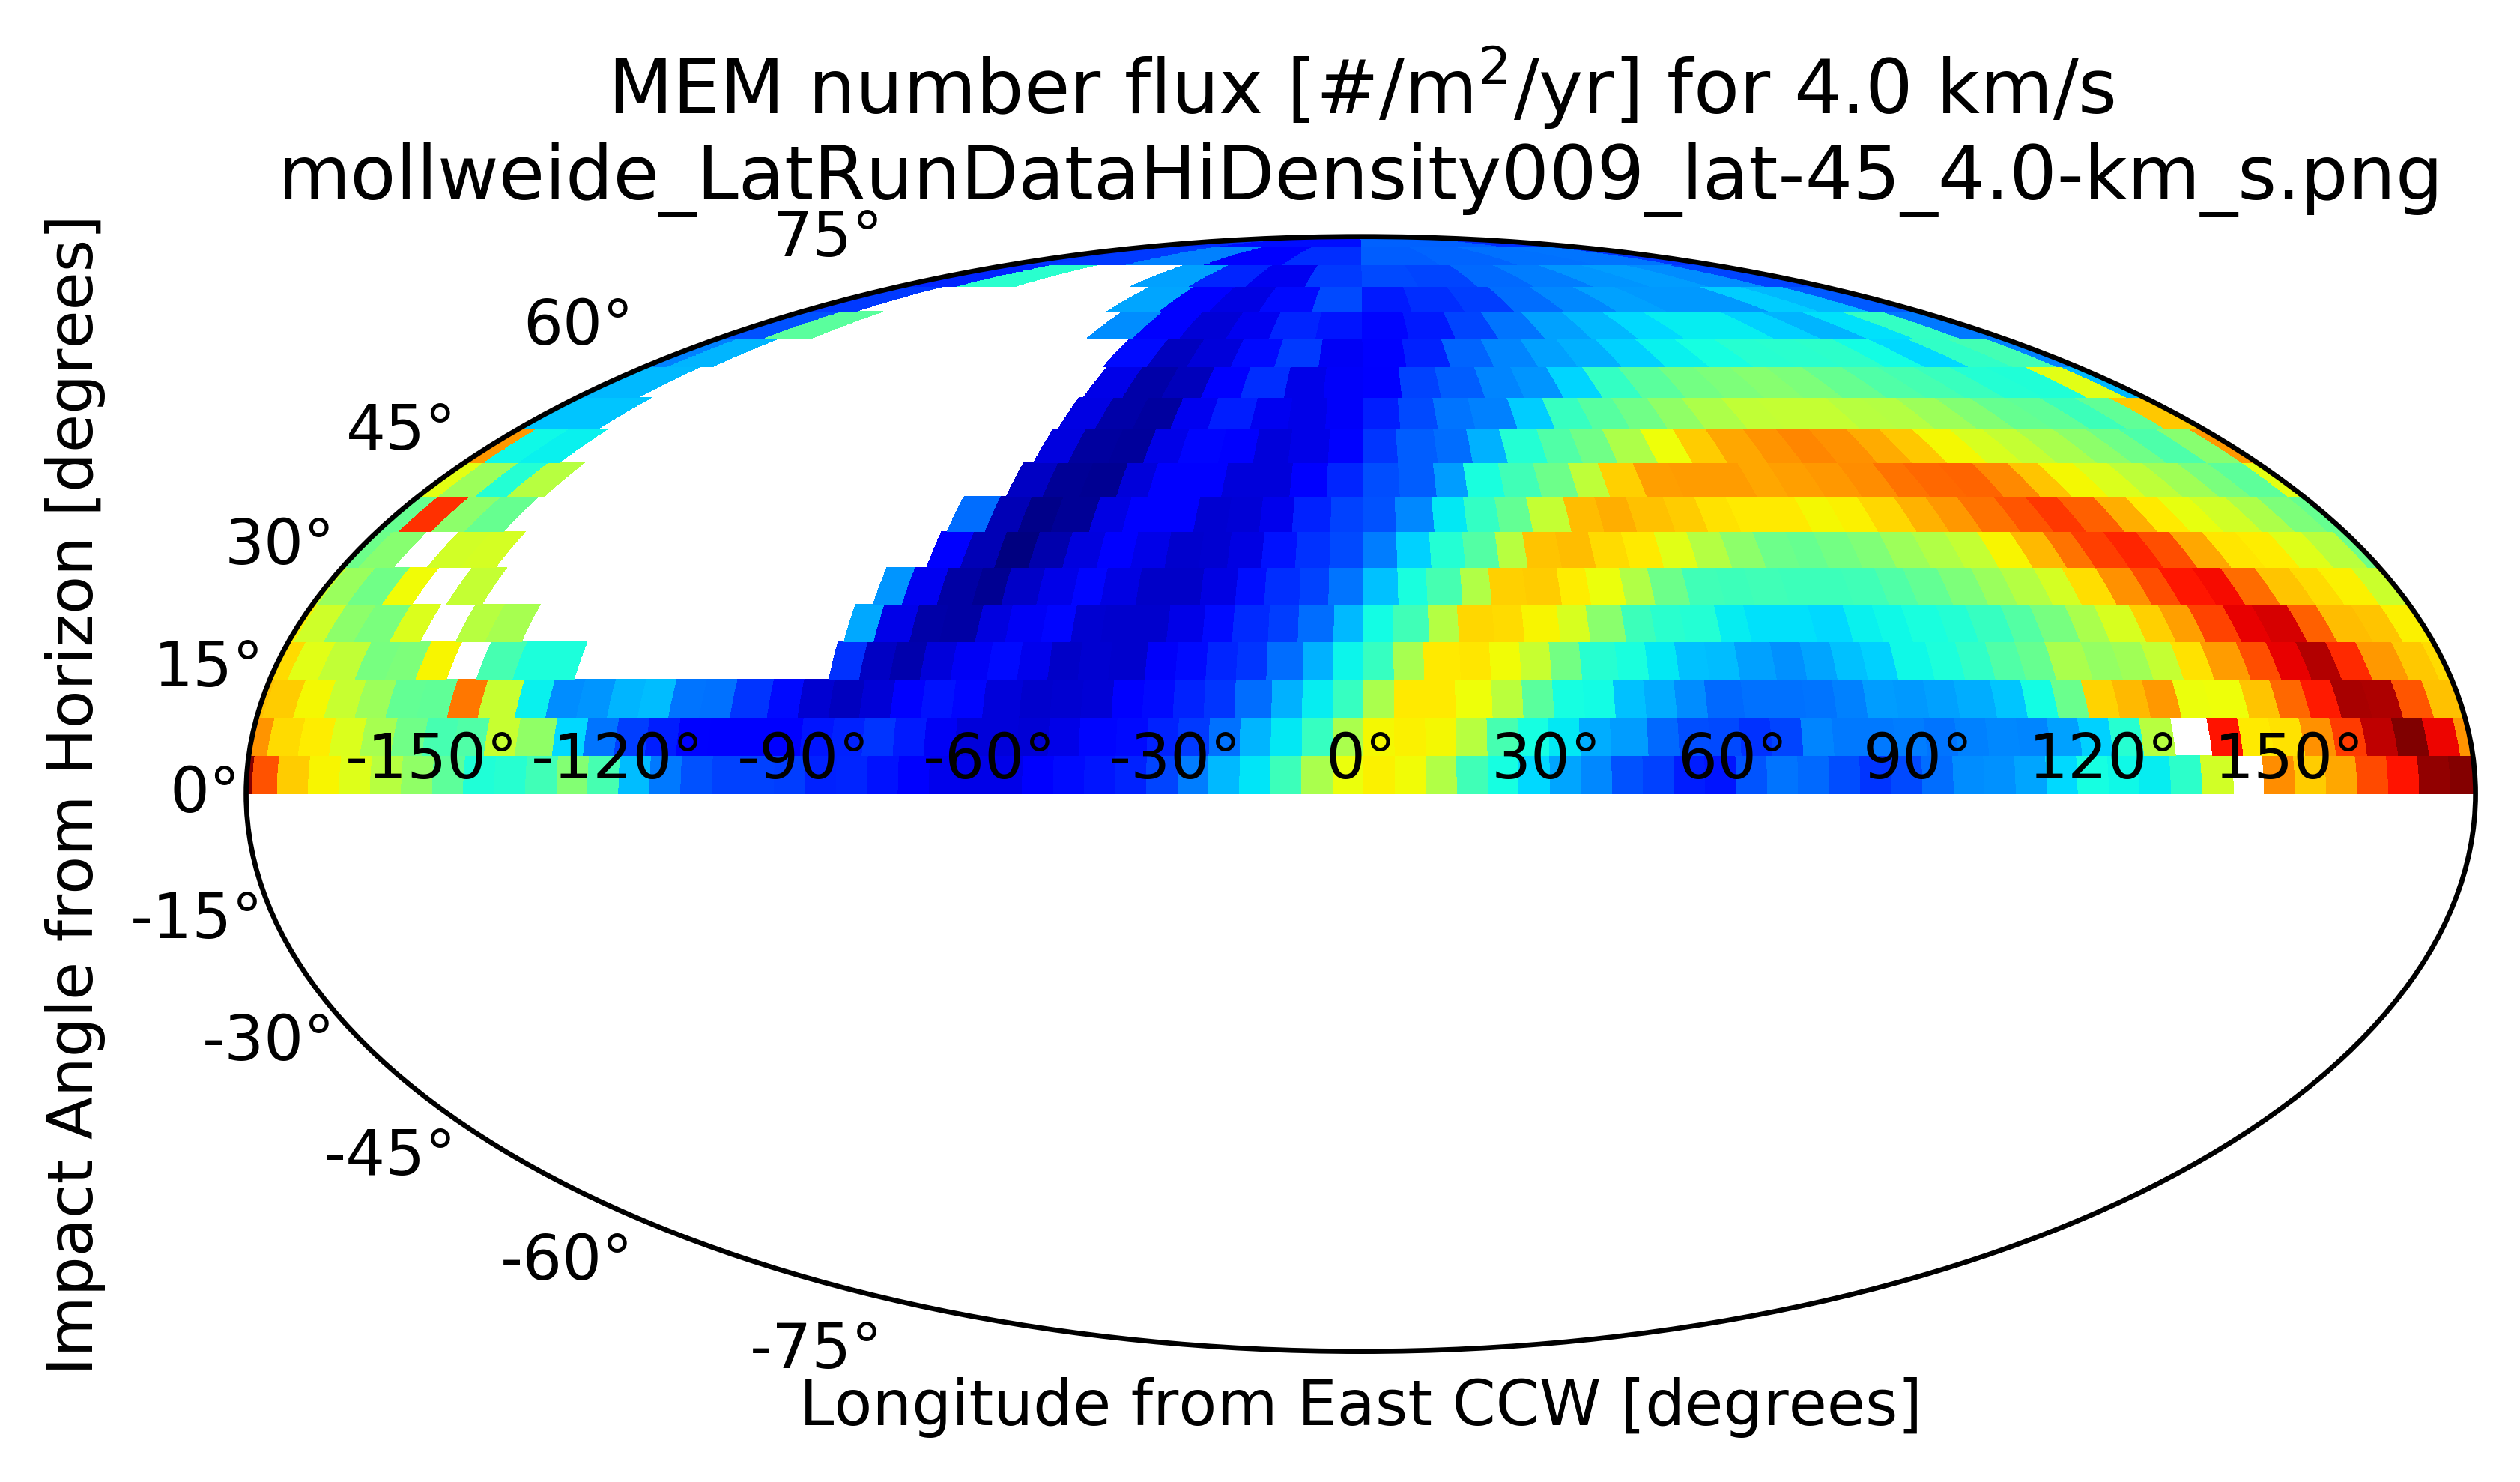 MEM number flux [#/m²/yr] for 4.0 km/s
mollweide_LatRunDataHiDensity009_lat-45_4.0-km_s.png
75°
60°
45°
30°
15°
0°
-15°
-30°
-45°
-60°
-75°
-150° -120° -90° -60° -30° 0° 30° 60° 90° 120° 150°
Impact Angle from Horizon [degrees]
Longitude from East CCW [degrees]